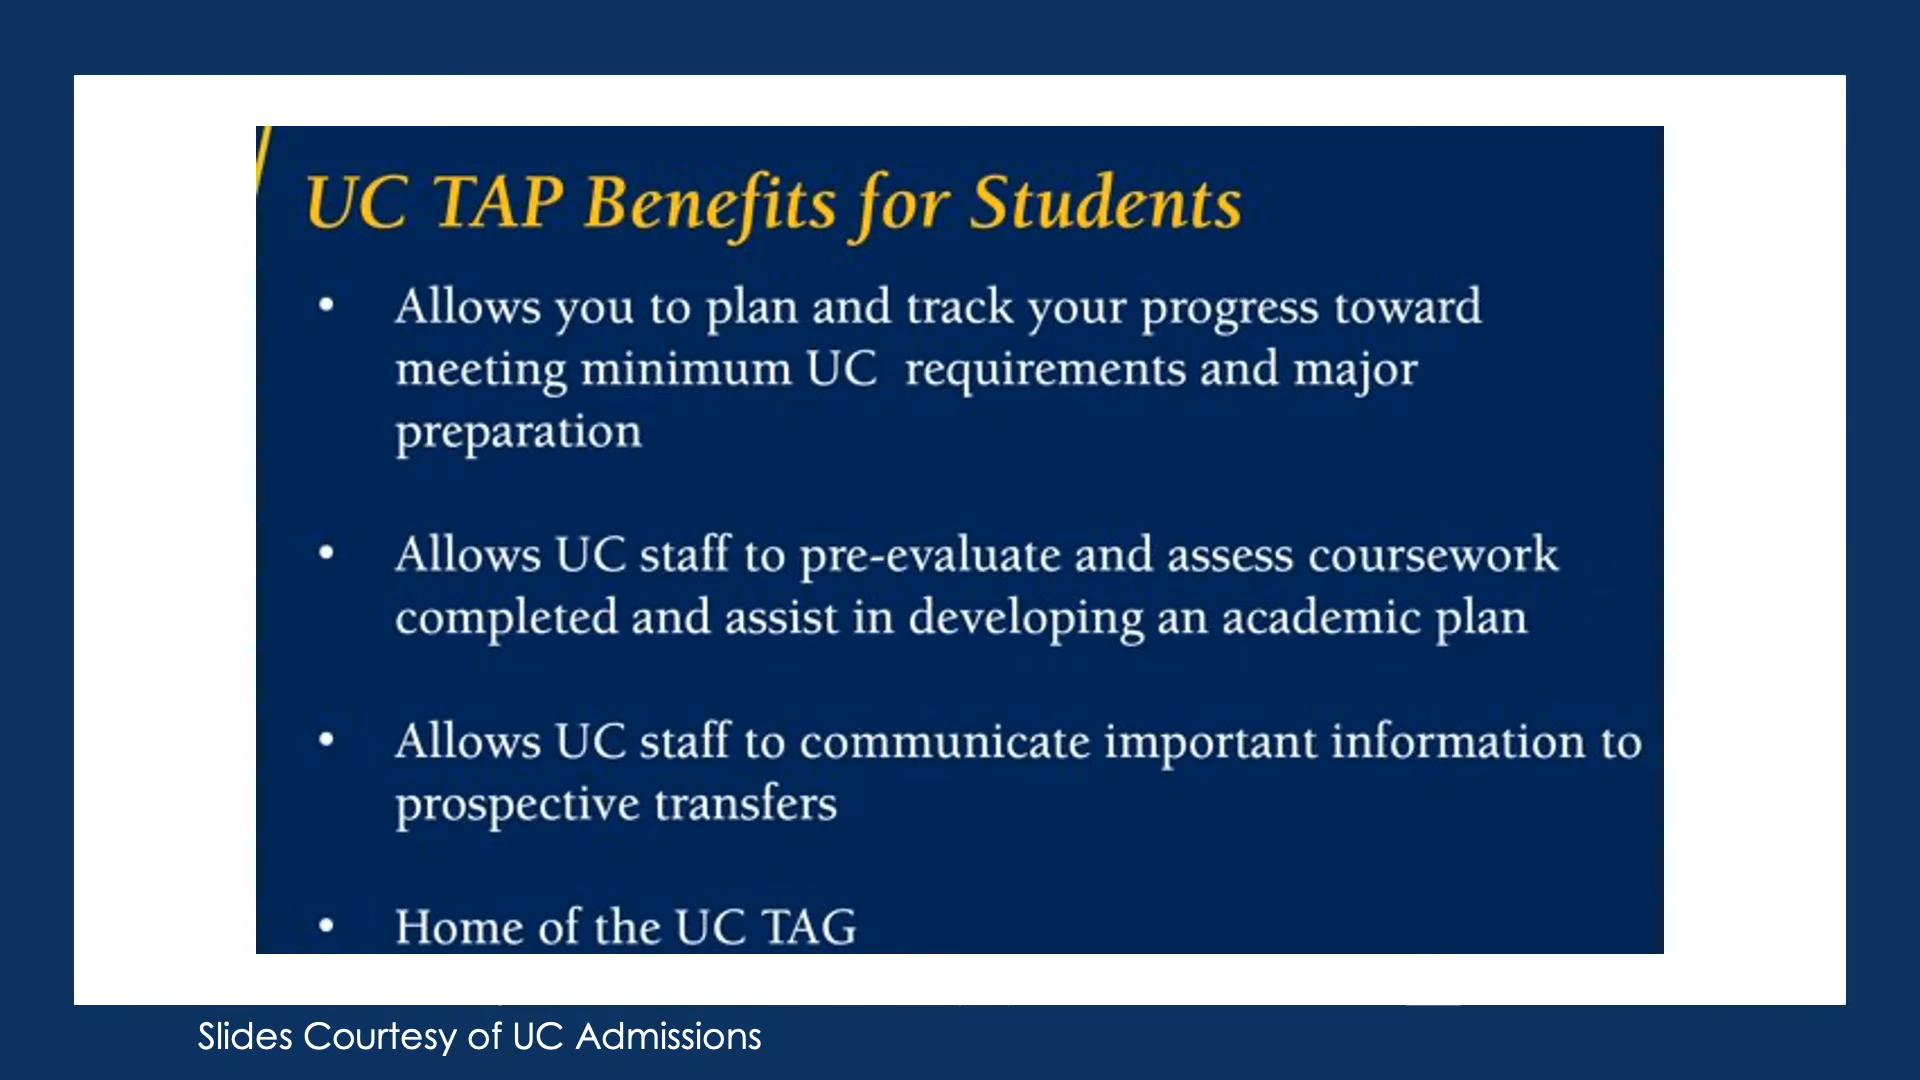 UC TAP Benefits for Students
• Allows you to plan and track your progress toward
meeting minimum UC requirements and major
preparation
• Allows UC staff to pre-evaluate and assess coursework
completed and assist in developing an academic plan
• Allows UC staff to communicate important information to
prospective transfers
• Home of the UC TAG
Slides Courtesy of UC Admissions